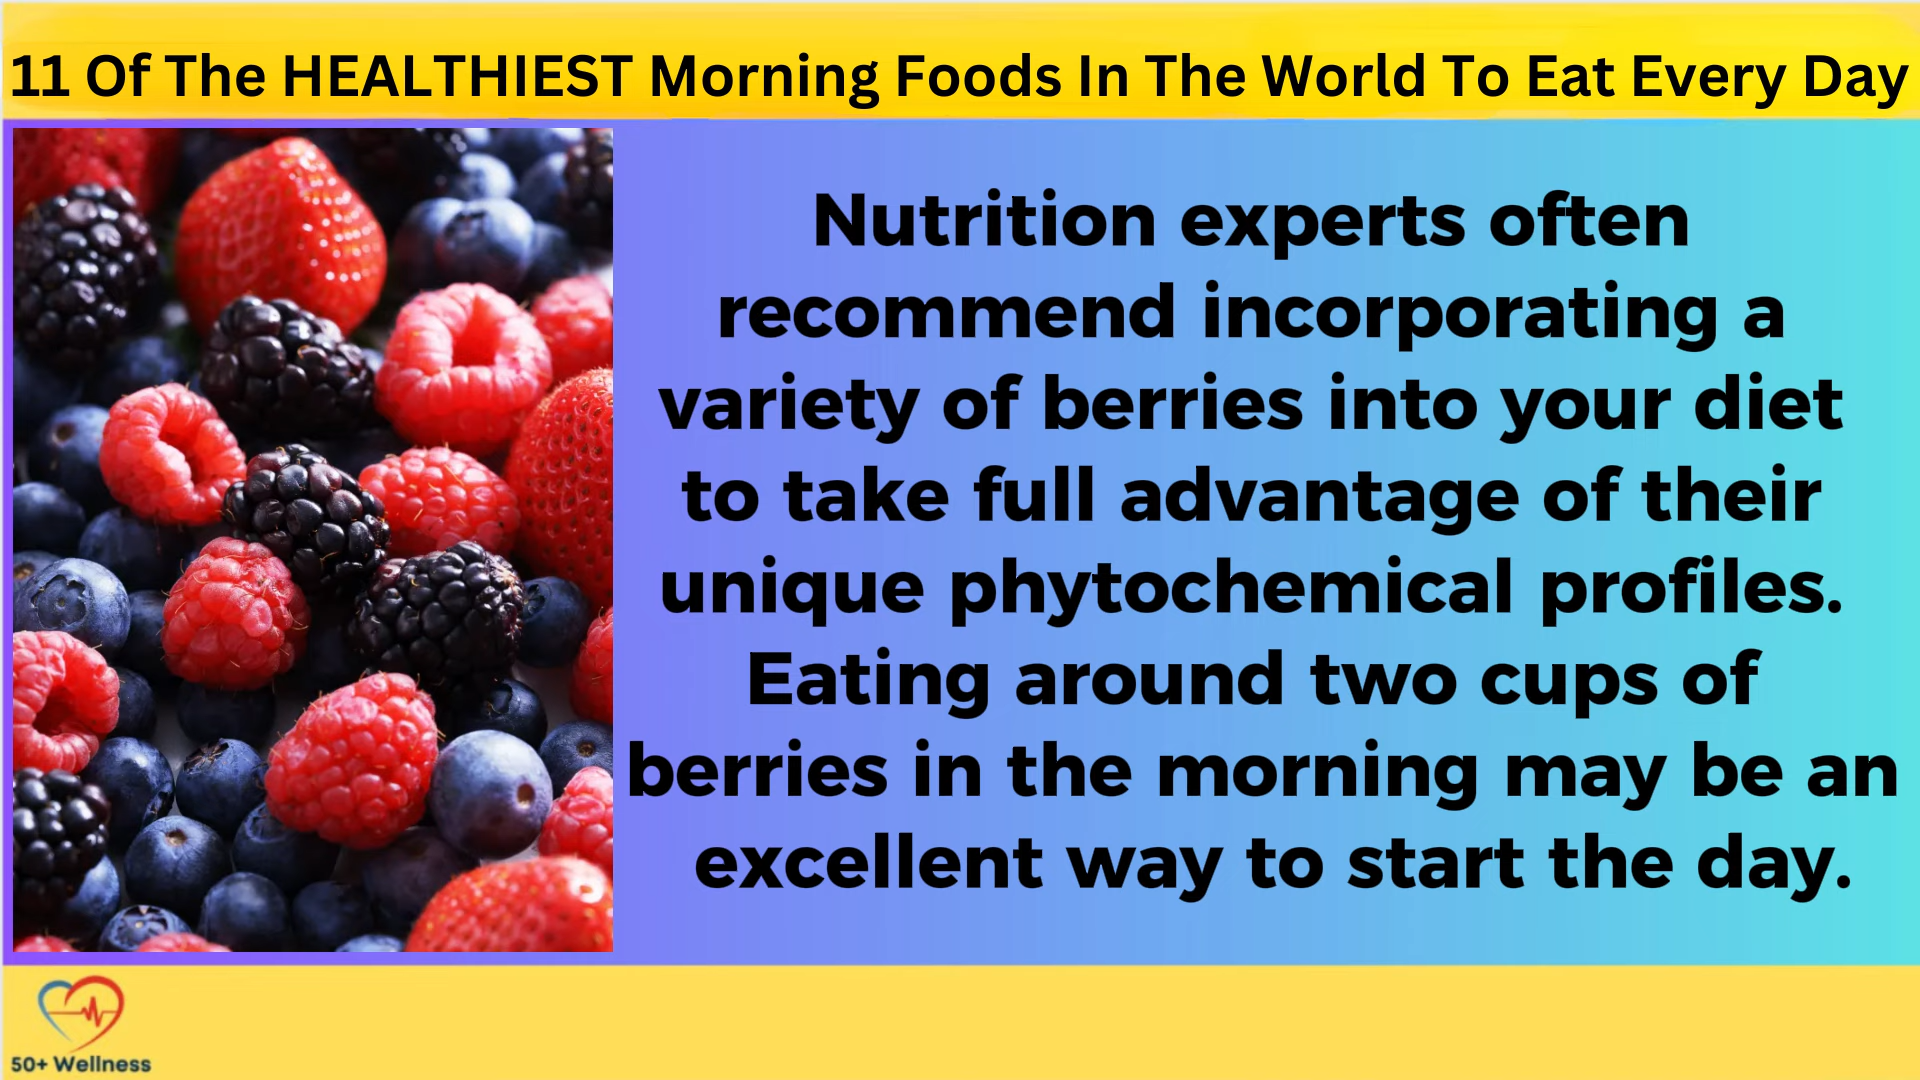 11 Of The HEALTHIEST Morning Foods In The World To Eat Every Day
Nutrition experts often
recommend incorporating a
variety of berries into your diet
to take full advantage of their
unique phytochemical profiles.
Eating around two cups of
berries in the morning may be an
excellent way to start the day.
50+ Wellness